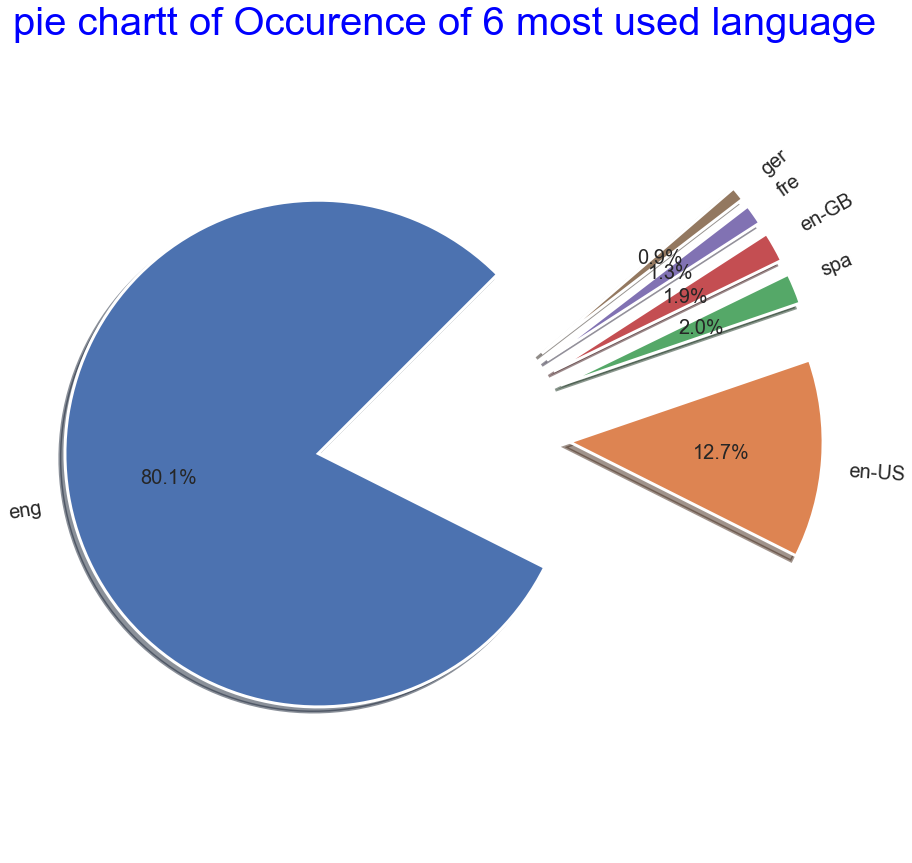 pie chartt of Occurence of 6 most used language
ger
fre
en-GB
spa
0.9%
1.3%
1.9%
2.0%
12.7%
en-US
80.1%
eng